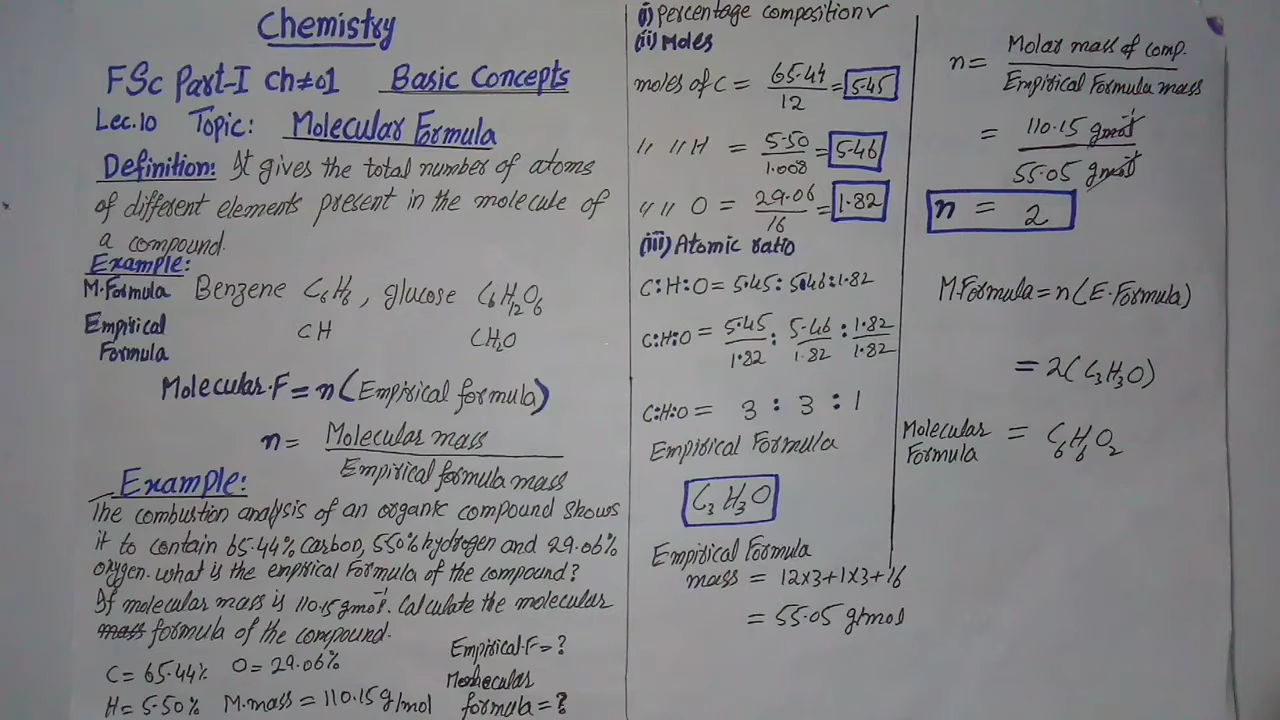 Chemistry
FSc Part-I Ch#01 Basic Concepts
Lec.10 Topic: Molecular Formula
Definition: It gives the total number of atoms
of different elements present in the molecule of
a compound.
Example:
M.Formula Benzene C6H6, glucose C6H12O6
Empirical CH CH2O
Formula
Molecular.F = n(Empirical formula)
n = Molecular mass
Empirical formula mass
Example:
The combustion analysis of an organic compound shows
it to contain 65.44% carbon, 550% hydrogen and 29.06%
oxygen. what is the emprical Formula of the compound?
If molecular mass is 110.15 gmol⁻¹. Calculate the molecular
mass formula of the compound.
C = 65.44% O = 29.06%
H = 5.50% M.mass = 110.15 g/mol
Empirical.F = ?
Molecular
formula = ?
(i) percentage composition ✓
(ii) Moles
moles of C = 65.44 / 12 = 5.45
〃 〃 H = 5.50 / 1.008 = 5.46
〃 〃 O = 29.06 / 16 = 1.82
(iii) Atomic ratio
C:H:O = 5.45 : 5.46 : 1.82
C:H:O = 5.45 / 1.82 : 5.46 / 1.82 : 1.82 / 1.82
C:H:O = 3 : 3 : 1
Empirical Formula
C3H3O
Empirical Formula
mass = 12x3+1x3+16
= 55.05 g/mol
n = Molar mass of comp.
Empirical Formula mass
= 110.15 gmol⁻¹
55.05 gmol⁻¹
n = 2
M.Formula = n(E.Formula)
= 2(C3H3O)
Molecular = C6H6O2
Formula